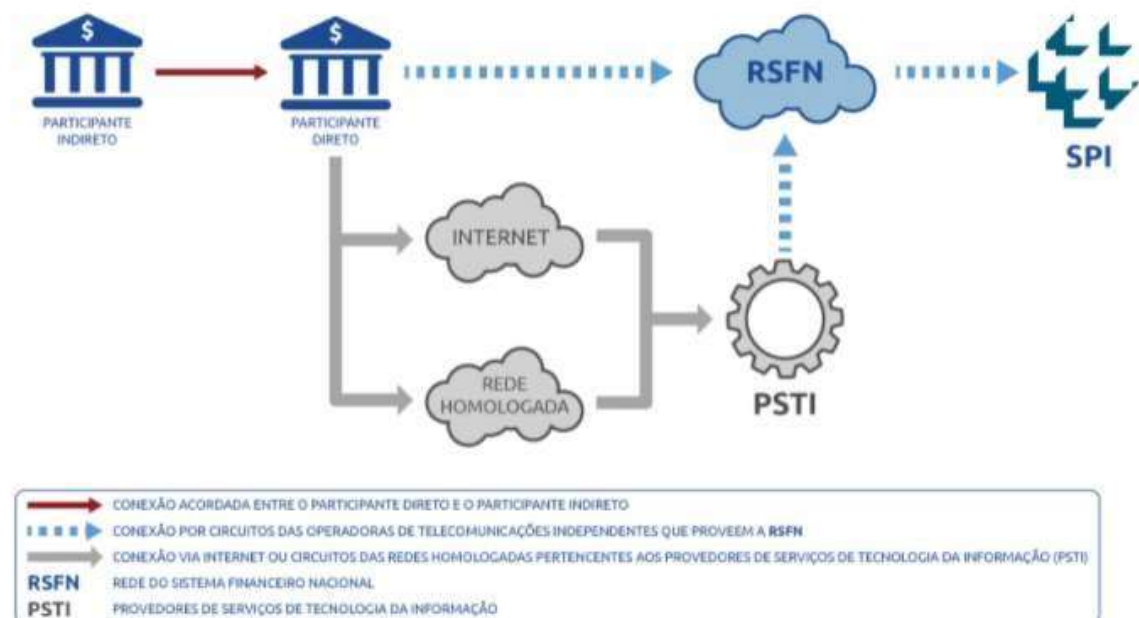 $
$
PARTICIPANTE
INDIRETO
PARTICIPANTE
DIRETO
RSFN
SPI
INTERNET
REDE
HOMOLOGADA
PSTI
CONEXÃO ACORDADA ENTRE O PARTICIPANTE DIRETO E O PARTICIPANTE INDIRETO
CONEXÃO POR CIRCUITOS DAS OPERADORAS DE TELECOMUNICAÇÕES INDEPENDENTES QUE PROVEEM A RSFN
CONEXÃO VIA INTERNET OU CIRCUITOS DAS REDES HOMOLOGADAS PERTENCENTES AOS PROVEDORES DE SERVIÇOS DE TECNOLOGIA DA INFORMAÇÃO (PSTI)
RSFN REDE DO SISTEMA FINANCEIRO NACIONAL
PSTI PROVEDORES DE SERVIÇOS DE TECNOLOGIA DA INFORMAÇÃO